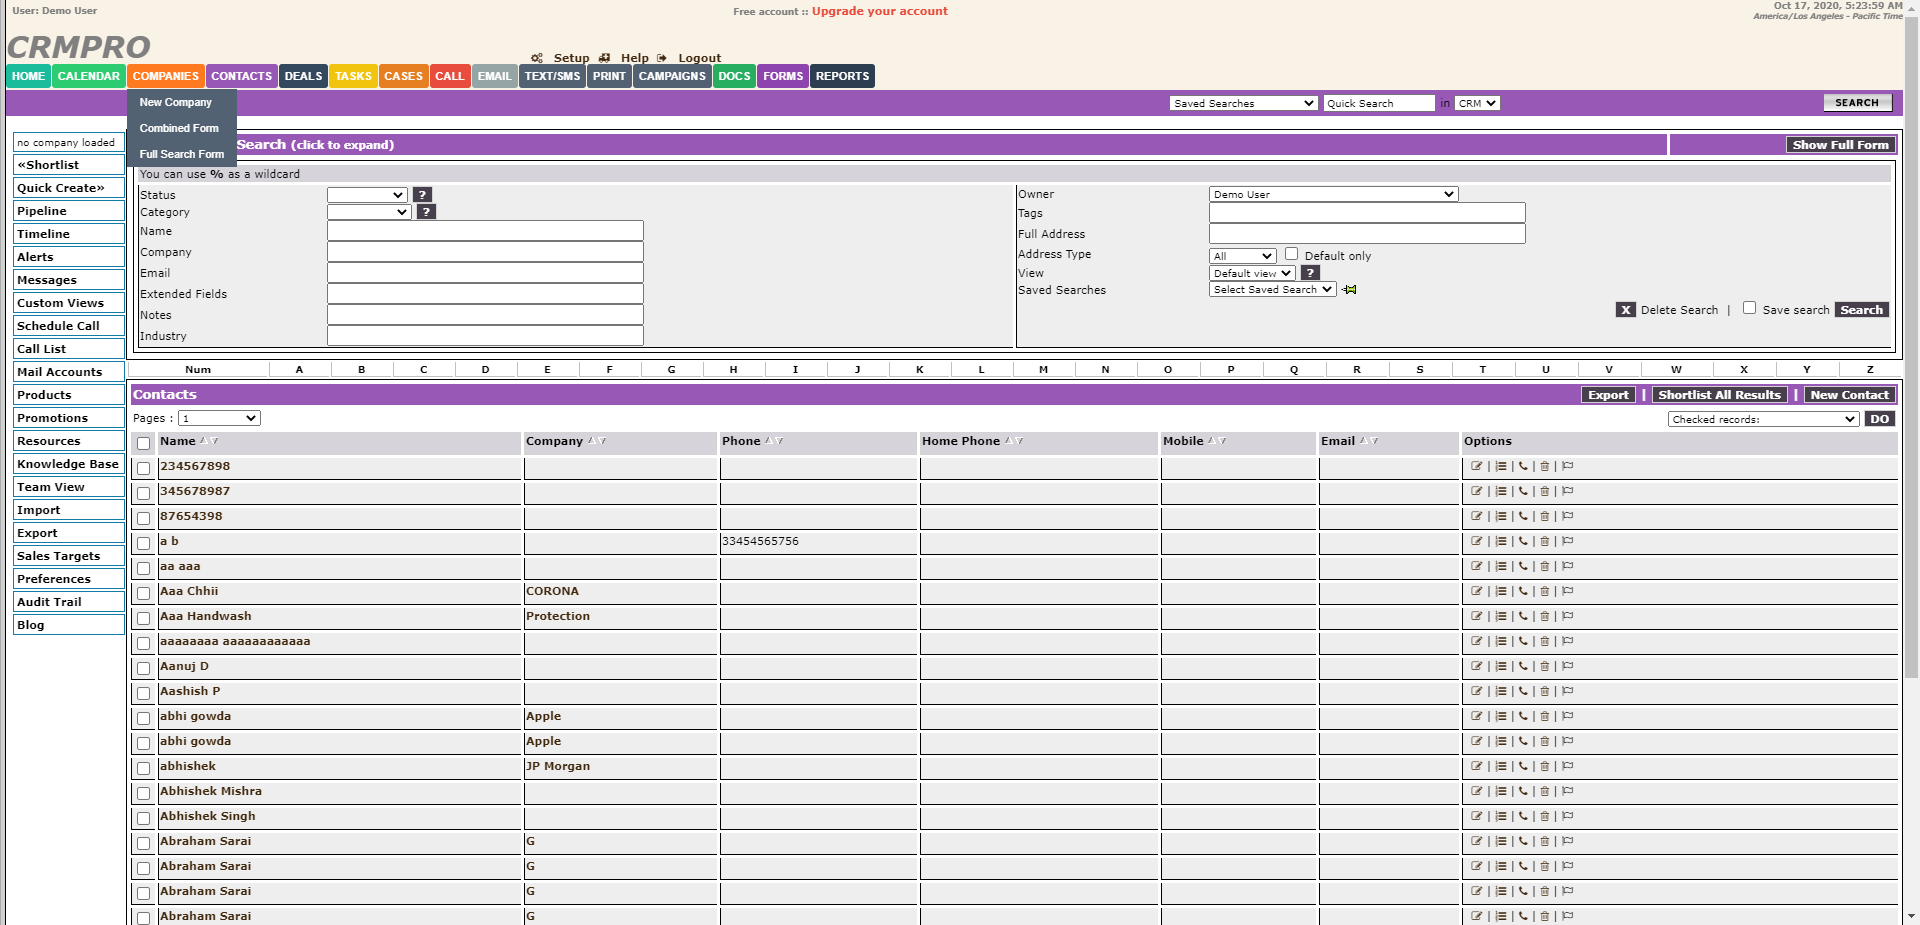 User: Demo User
Free account :: Upgrade your account
Oct 17, 2020, 5:23:59 AM
America/Los Angeles - Pacific Time
CRMPRO
Setup Help Logout
HOME CALENDAR COMPANIES CONTACTS DEALS TASKS CASES CALL EMAIL TEXT/SMS PRINT CAMPAIGNS DOCS FORMS REPORTS
New Company
Combined Form
Full Search Form
Saved Searches Quick Search in CRM SEARCH
no company loaded
«Shortlist
Quick Create»
Pipeline
Timeline
Alerts
Messages
Custom Views
Schedule Call
Call List
Mail Accounts
Products
Promotions
Resources
Knowledge Base
Team View
Import
Export
Sales Targets
Preferences
Audit Trail
Blog
Search (click to expand) Show Full Form
You can use % as a wildcard
Status ?
Category ?
Name
Company
Email
Extended Fields
Notes
Industry
Owner Demo User
Tags
Full Address
Address Type All Default only
View Default view ?
Saved Searches Select Saved Search
X Delete Search | Save search Search
Num A B C D E F G H I J K L M N O P Q R S T U V W X Y Z
Contacts Export | Shortlist All Results | New Contact
Pages : 1 Checked records: DO
Name Company Phone Home Phone Mobile Email Options
234567898 | | | |
345678987 | | | |
87654398 | | | |
a b 33454565756 | | | |
aa aaa | | | |
Aaa Chhii CORONA | | | |
Aaa Handwash Protection | | | |
aaaaaaaa aaaaaaaaaaaa | | | |
Aanuj D | | | |
Aashish P | | | |
abhi gowda Apple | | | |
abhi gowda Apple | | | |
abhishek JP Morgan | | | |
Abhishek Mishra | | | |
Abhishek Singh | | | |
Abraham Sarai G | | | |
Abraham Sarai G | | | |
Abraham Sarai G | | | |
Abraham Sarai G | | | |